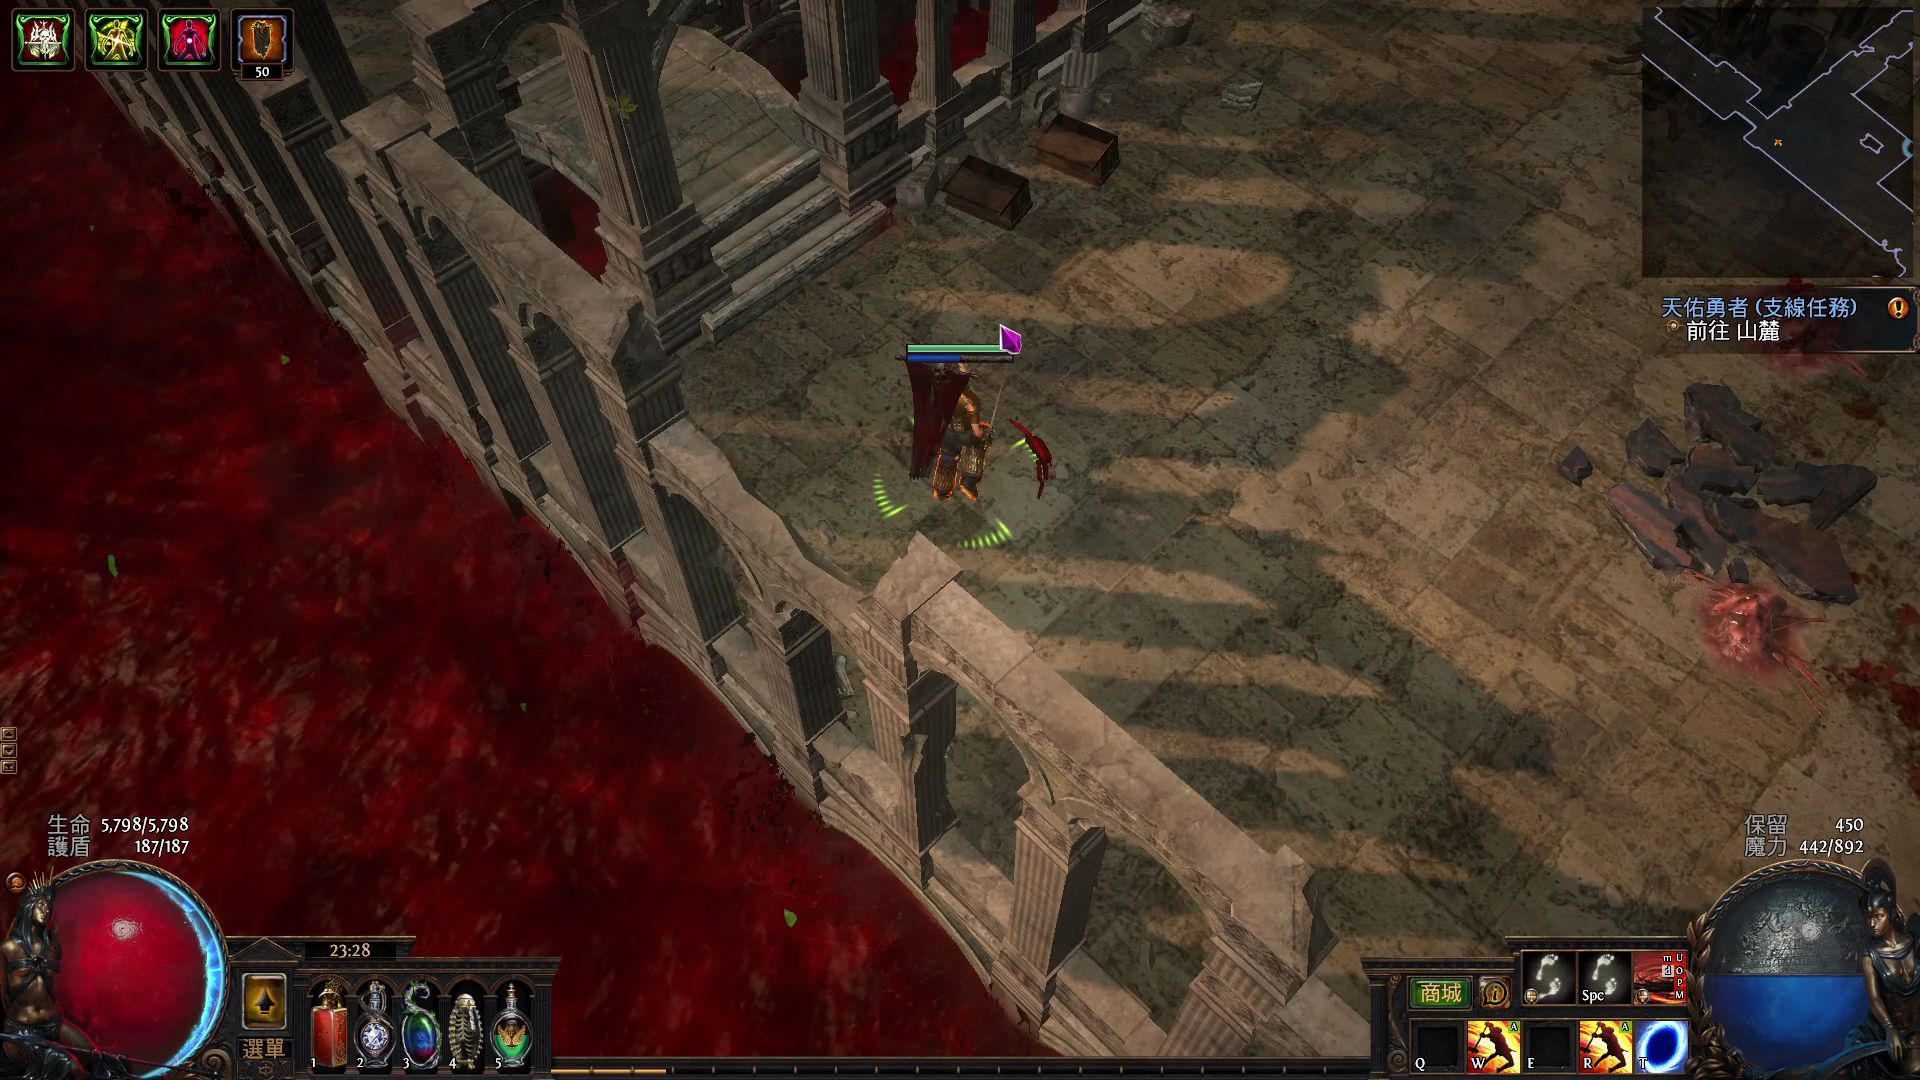 50
天佑勇者 (支線任務)
前往 山麓
生命 5,798/5,798
護盾 187/187
保留 450
魔力 442/892
23:28
選單
1 2 3 4 5
商城
Spc
Q W E R T
A A